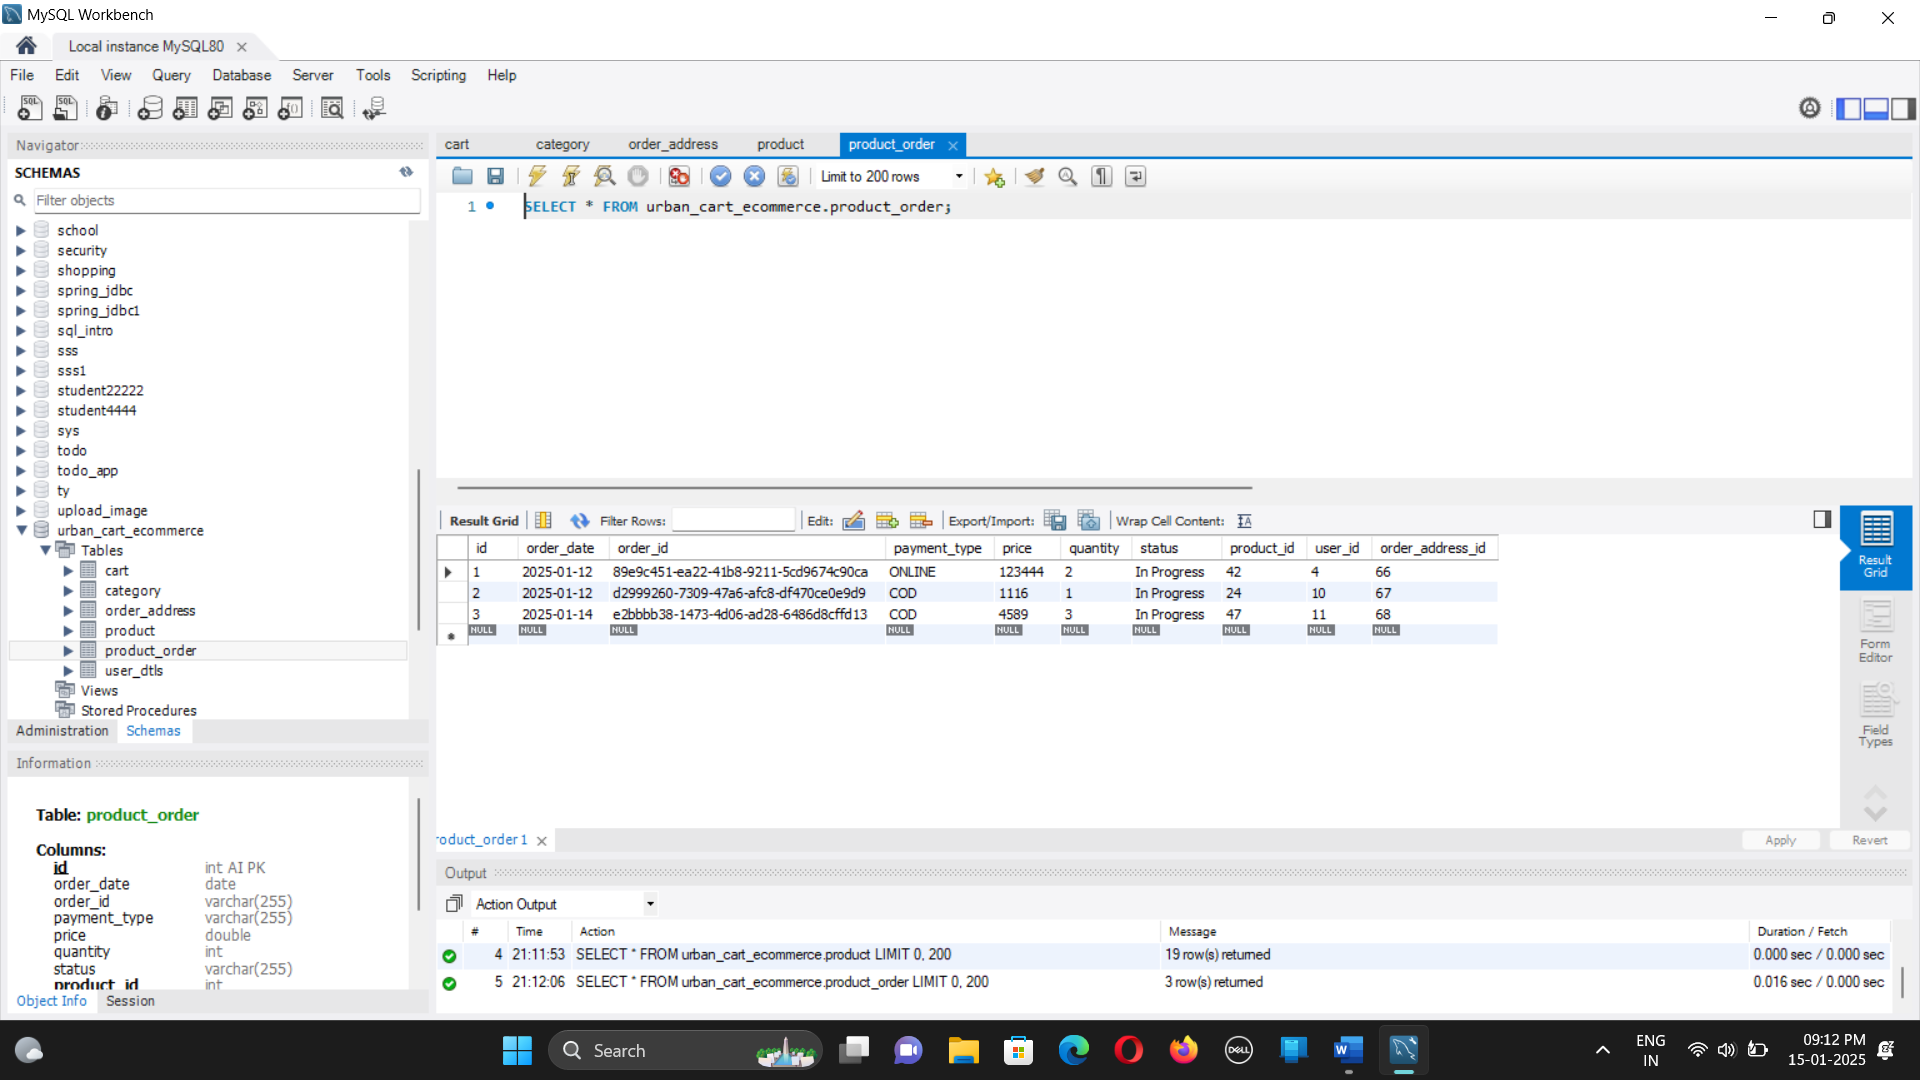 MySQL Workbench
Local instance MySQL80
File Edit View Query Database Server Tools Scripting Help
Navigator
SCHEMAS
Filter objects
school
security
shopping
spring_jdbc
spring_jdbc1
sql_intro
sss
sss1
student22222
student4444
sys
todo
todo_app
ty
upload_image
urban_cart_ecommerce
Tables
cart
category
order_address
product
product_order
user_dtls
Views
Stored Procedures
Administration Schemas
Information
Table: product_order
Columns:
id int AI PK
order_date date
order_id varchar(255)
payment_type varchar(255)
price double
quantity int
status varchar(255)
product_id int
Object Info Session
cart category order_address product product_order
Limit to 200 rows
1 SELECT * FROM urban_cart_ecommerce.product_order;
Result Grid Filter Rows: Edit: Export/Import: Wrap Cell Content:
id order_date order_id payment_type price quantity status product_id user_id order_address_id
1 2025-01-12 89e9c451-ea22-41b8-9211-5cd9674c90ca ONLINE 123444 2 In Progress 42 4 66
2 2025-01-12 d2999260-7309-47a6-afc8-df470ce0e9d9 COD 1116 1 In Progress 24 10 67
3 2025-01-14 e2bbbb38-1473-4d06-ad28-6486d8cffd13 COD 4589 3 In Progress 47 11 68
NULL NULL NULL NULL NULL NULL NULL NULL NULL NULL
Result Grid
Form Editor
Field Types
roduct_order 1
Apply Revert
Output
Action Output
# Time Action Message Duration / Fetch
4 21:11:53 SELECT * FROM urban_cart_ecommerce.product LIMIT 0, 200 19 row(s) returned 0.000 sec / 0.000 sec
5 21:12:06 SELECT * FROM urban_cart_ecommerce.product_order LIMIT 0, 200 3 row(s) returned 0.016 sec / 0.000 sec
Search
DELL
ENG
IN
09:12 PM
15-01-2025